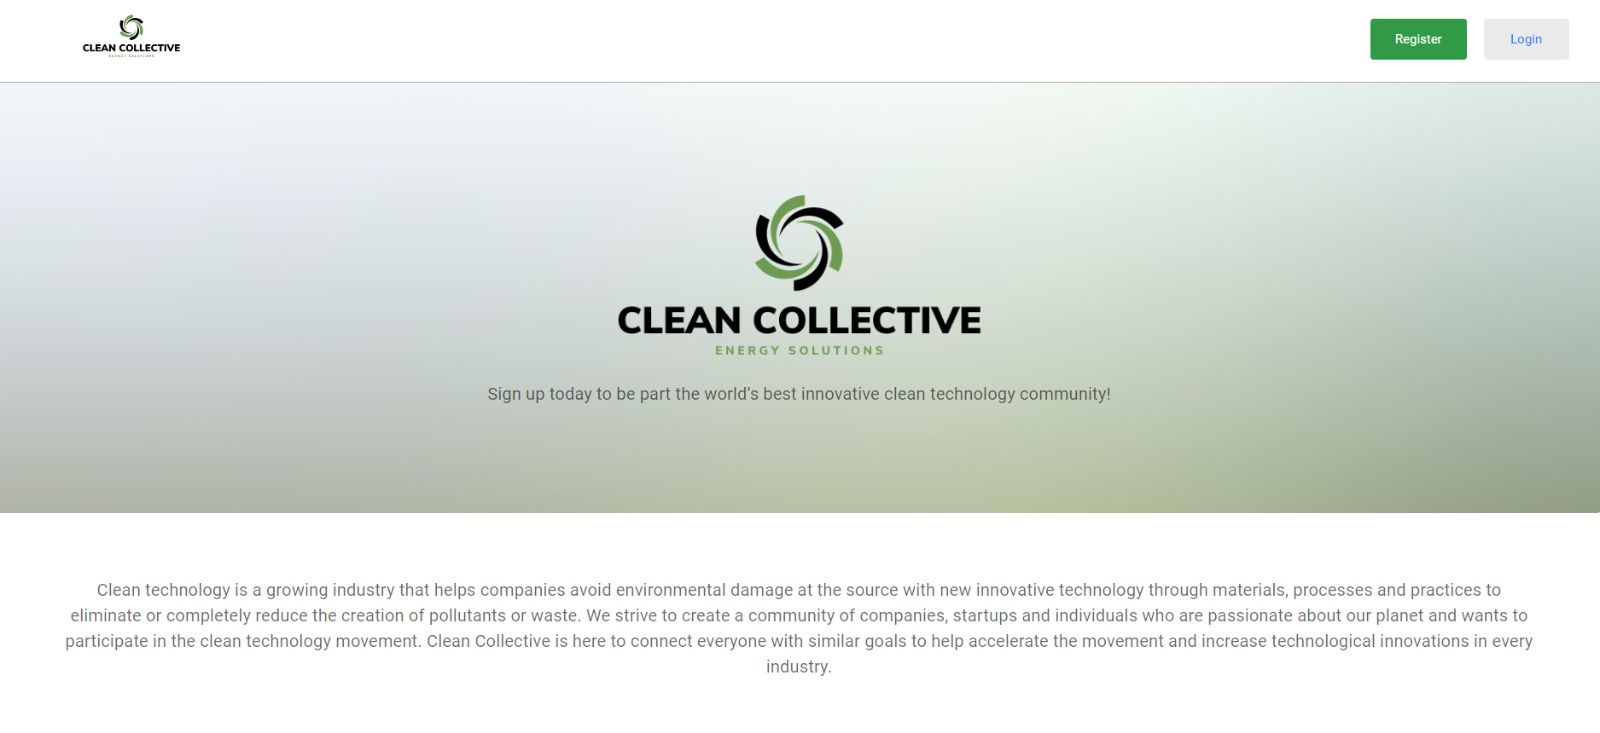 CLEAN COLLECTIVE
ENERGY SOLUTIONS
Register
Login
CLEAN COLLECTIVE
ENERGY SOLUTIONS
Sign up today to be part the world's best innovative clean technology community!
Clean technology is a growing industry that helps companies avoid environmental damage at the source with new innovative technology through materials, processes and practices to
eliminate or completely reduce the creation of pollutants or waste. We strive to create a community of companies, startups and individuals who are passionate about our planet and wants to
participate in the clean technology movement. Clean Collective is here to connect everyone with similar goals to help accelerate the movement and increase technological innovations in every
industry.